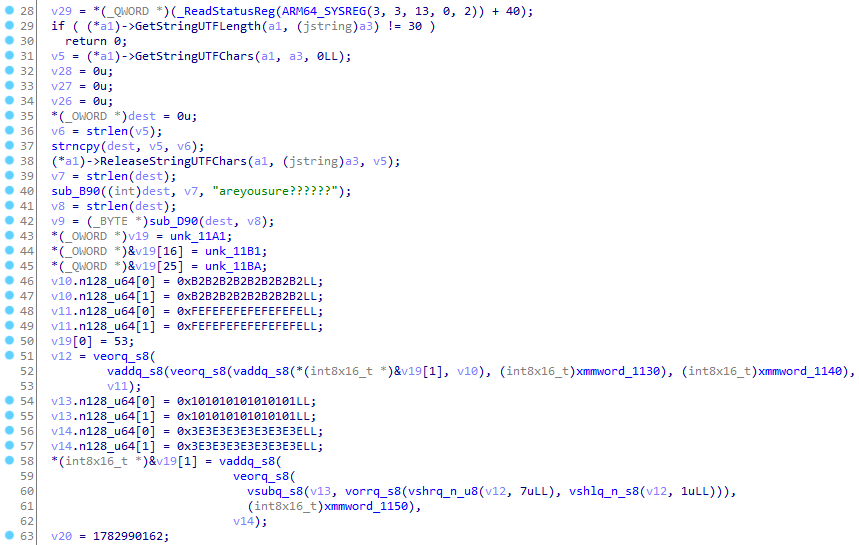 28 v29 = *(_QWORD *)(_ReadStatusReg(ARM64_SYSREG(3, 3, 13, 0, 2)) + 40);
29 if ( (*a1)->GetStringUTFLength(a1, (jstring)a3) != 30 )
30 return 0;
31 v5 = (*a1)->GetStringUTFChars(a1, a3, 0LL);
32 v28 = 0u;
33 v27 = 0u;
34 v26 = 0u;
35 *(_OWORD *)dest = 0u;
36 v6 = strlen(v5);
37 strncpy(dest, v5, v6);
38 (*a1)->ReleaseStringUTFChars(a1, (jstring)a3, v5);
39 v7 = strlen(dest);
40 sub_B90((int)dest, v7, "areyousure??????");
41 v8 = strlen(dest);
42 v9 = (_BYTE *)sub_D90(dest, v8);
43 *(_OWORD *)v19 = unk_11A1;
44 *(_OWORD *)&v19[16] = unk_11B1;
45 *(_QWORD *)&v19[25] = unk_11BA;
46 v10.n128_u64[0] = 0xB2B2B2B2B2B2B2B2LL;
47 v10.n128_u64[1] = 0xB2B2B2B2B2B2B2B2LL;
48 v11.n128_u64[0] = 0xFEFEFEFEFEFEFEFELL;
49 v11.n128_u64[1] = 0xFEFEFEFEFEFEFEFELL;
50 v19[0] = 53;
51 v12 = veorq_s8(
52 vaddq_s8(veorq_s8(vaddq_s8(*(int8x16_t *)&v19[1], v10), (int8x16_t)xmmword_1130), (int8x16_t)xmmword_1140),
53 v11);
54 v13.n128_u64[0] = 0x101010101010101LL;
55 v13.n128_u64[1] = 0x101010101010101LL;
56 v14.n128_u64[0] = 0x3E3E3E3E3E3E3E3ELL;
57 v14.n128_u64[1] = 0x3E3E3E3E3E3E3E3ELL;
58 *(int8x16_t *)&v19[1] = vaddq_s8(
59 veorq_s8(
60 vsubq_s8(v13, vorrq_s8(vshrq_n_u8(v12, 7uLL), vshlq_n_s8(v12, 1uLL))),
61 (int8x16_t)xmmword_1150),
62 v14);
63 v20 = 1782990162;